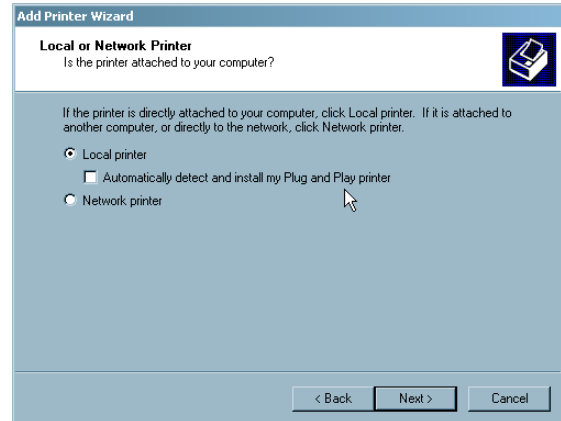 Add Printer Wizard
Local or Network Printer
Is the printer attached to your computer?
If the printer is directly attached to your computer, click Local printer.  If it is attached to
another computer, or directly to the network, click Network printer.
Local printer
Automatically detect and install my Plug and Play printer
Network printer
< Back
Next >
Cancel